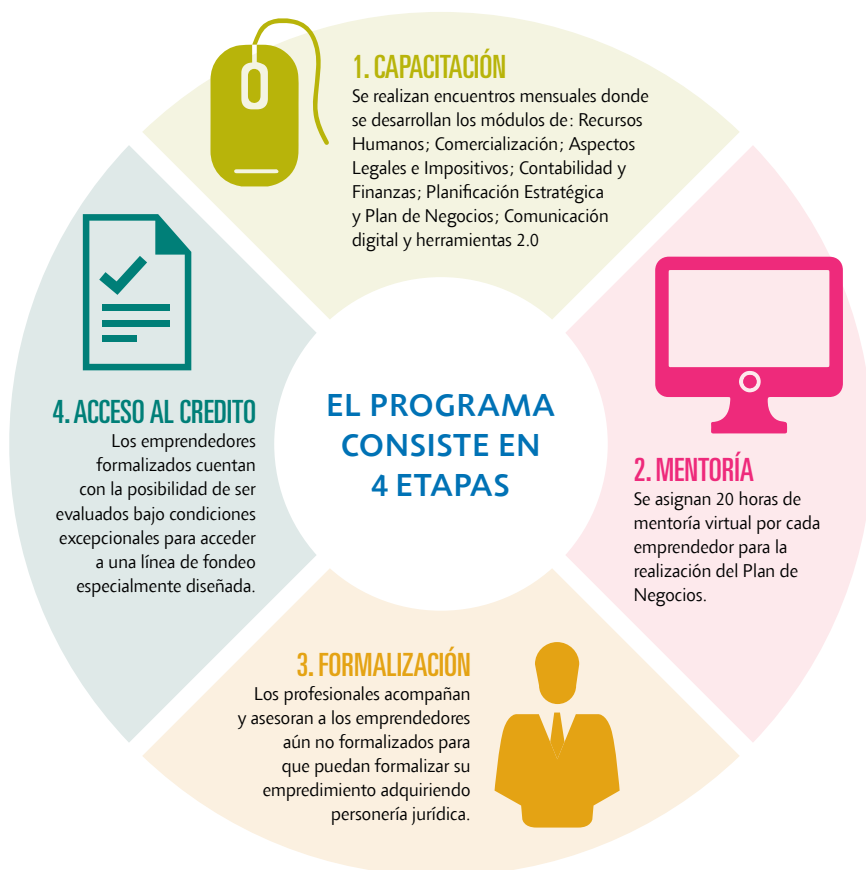 1. CAPACITACIÓN
Se realizan encuentros mensuales donde
se desarrollan los módulos de: Recursos
Humanos; Comercialización; Aspectos
Legales e Impositivos; Contabilidad y
Finanzas; Planificación Estratégica
y Plan de Negocios; Comunicación
digital y herramientas 2.0
EL PROGRAMA
CONSISTE EN
4 ETAPAS
2. MENTORÍA
Se asignan 20 horas de
mentoría virtual por cada
emprendedor para la
realización del Plan de
Negocios.
3. FORMALIZACIÓN
Los profesionales acompañan
y asesoran a los emprendedores
aún no formalizados para
que puedan formalizar su
empredimiento adquiriendo
personería jurídica.
4. ACCESO AL CREDITO
Los emprendedores
formalizados cuentan
con la posibilidad de ser
evaluados bajo condiciones
excepcionales para acceder
a una línea de fondeo
especialmente diseñada.